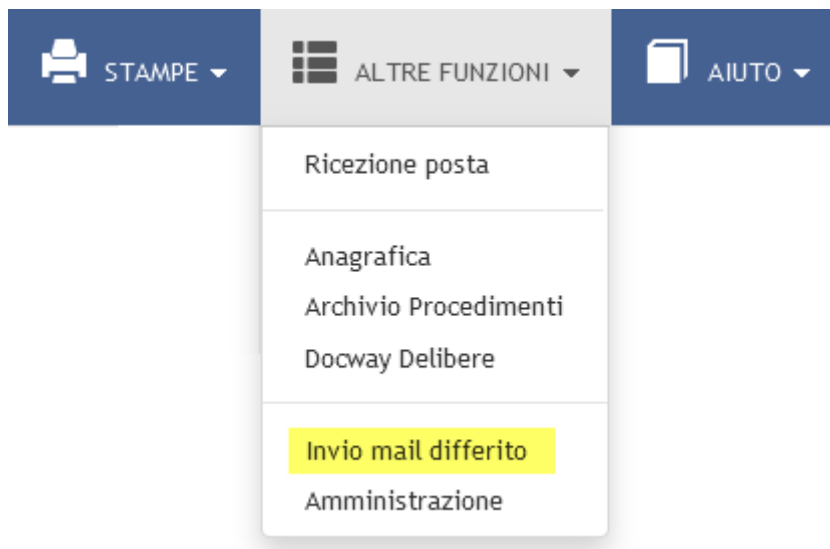 STAMPE
ALTRE FUNZIONI
AIUTO
Ricezione posta
Anagrafica
Archivio Procedimenti
Docway Delibere
Invio mail differito
Amministrazione